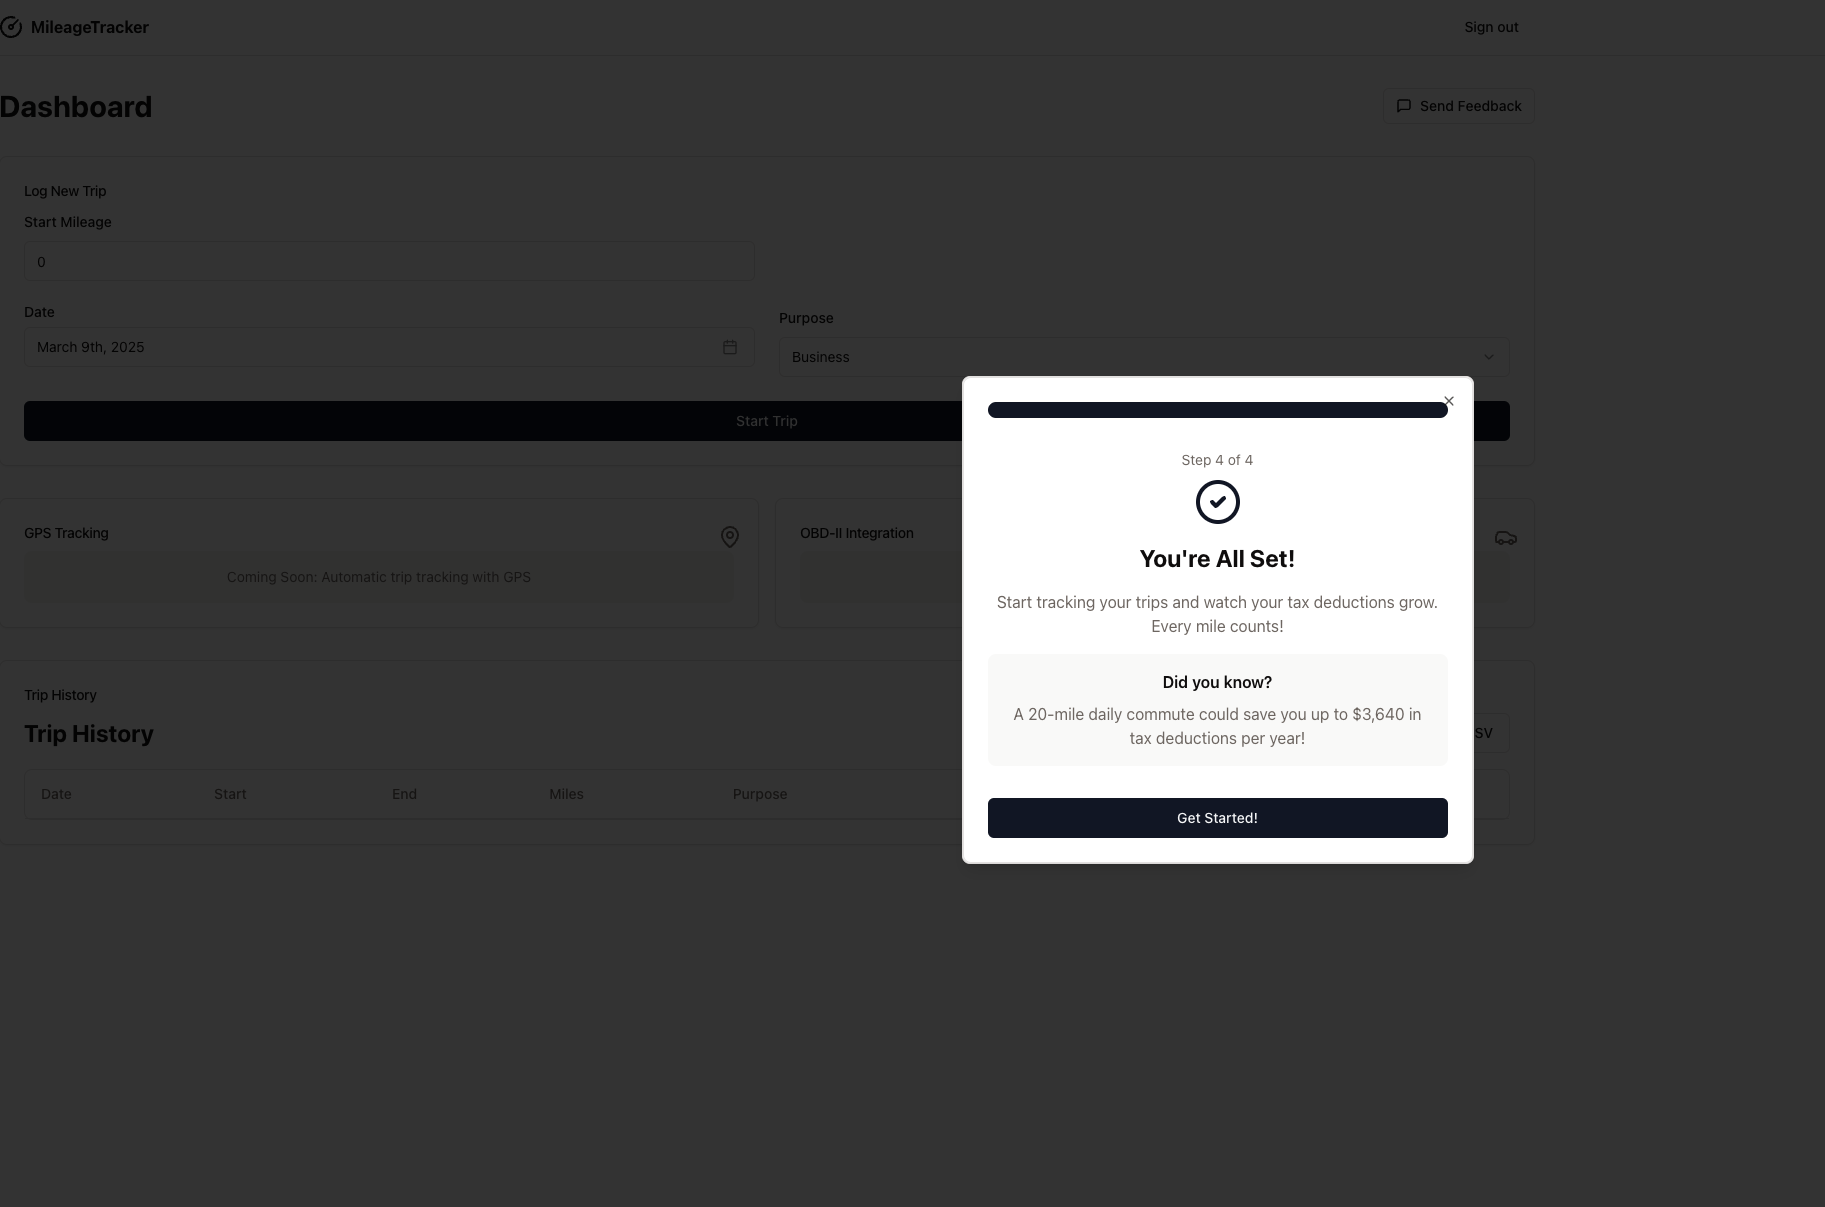 MileageTracker
Sign out
Dashboard
Send Feedback
Log New Trip
Start Mileage
0
Date
March 9th, 2025
Purpose
Business
Start Trip
GPS Tracking
Coming Soon: Automatic trip tracking with GPS
OBD-II Integration
Trip History
Trip History
SV
Date Start End Miles Purpose
Step 4 of 4
You're All Set!
Start tracking your trips and watch your tax deductions grow.
Every mile counts!
Did you know?
A 20-mile daily commute could save you up to $3,640 in
tax deductions per year!
Get Started!